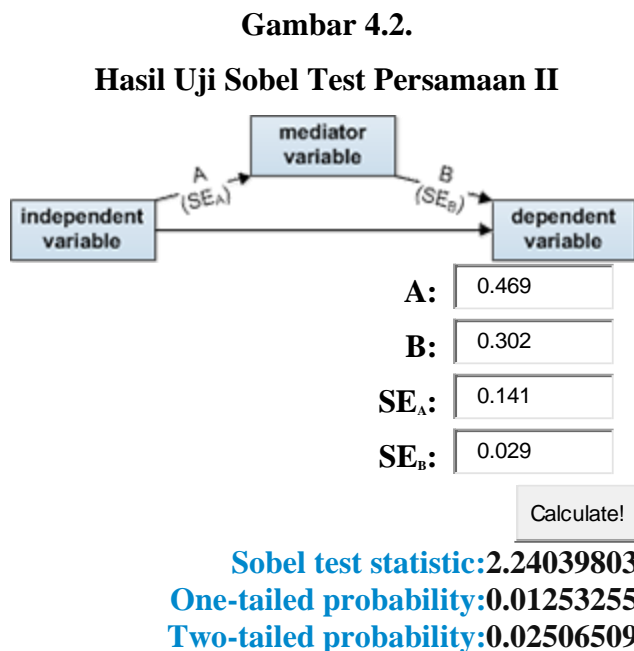 Gambar 4.2.
Hasil Uji Sobel Test Persamaan II
mediator
variable
A
(SEA)
B
(SEB)
independent
variable
dependent
variable
A: 0.469
B: 0.302
SEA: 0.141
SEB: 0.029
Calculate!
Sobel test statistic:2.24039803
One-tailed probability:0.01253255
Two-tailed probability:0.02506509